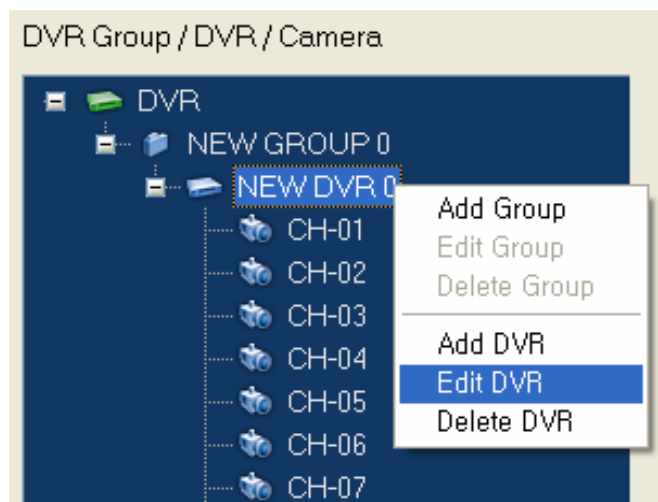 DVR Group / DVR / Camera
DVR
NEW GROUP 0
NEW DVR 0
CH-01
CH-02
CH-03
CH-04
CH-05
CH-06
CH-07
Add Group
Edit Group
Delete Group
Add DVR
Edit DVR
Delete DVR